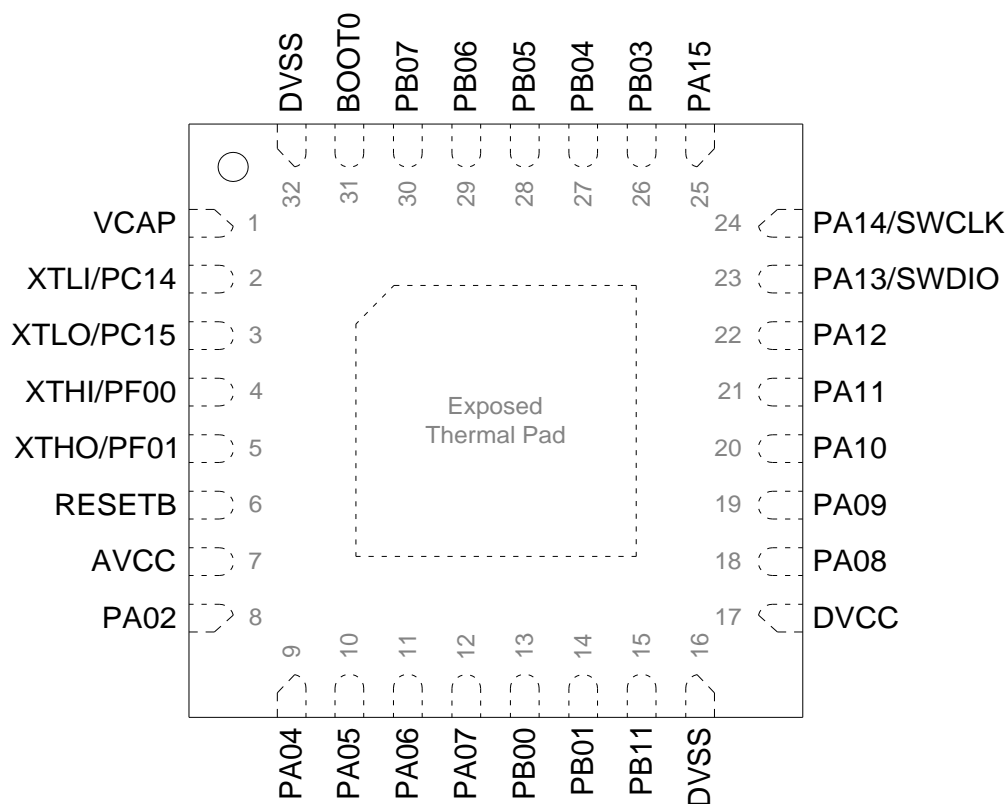 DVSS
BOOT0
PB07
PB06
PB05
PB04
PB03
PA15
32
31
30
29
28
27
26
25
VCAP 1
XTLI/PC14 2
XTLO/PC15 3
XTHI/PF00 4
XTHO/PF01 5
RESETB 6
AVCC 7
PA02 8
Exposed
Thermal Pad
24 PA14/SWCLK
23 PA13/SWDIO
22 PA12
21 PA11
20 PA10
19 PA09
18 PA08
17 DVCC
9
10
11
12
13
14
15
16
PA04
PA05
PA06
PA07
PB00
PB01
PB11
DVSS